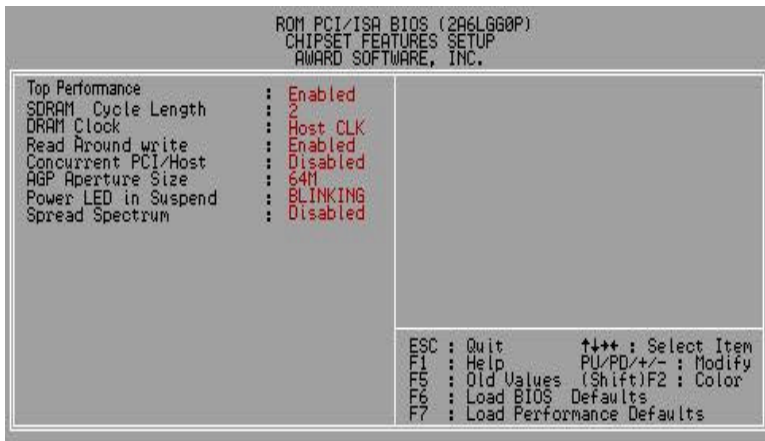 ROM PCI/ISA BIOS (2A6LGG0P)
CHIPSET FEATURES SETUP
AWARD SOFTWARE, INC.
Top Performance : Enabled
SDRAM Cycle Length : 2
DRAM Clock : Host CLK
Read Around write : Enabled
Concurrent PCI/Host : Disabled
AGP Aperture Size : 64M
Power LED in Suspend : BLINKING
Spread Spectrum : Disabled
ESC : Quit ↑↓→← : Select Item
F1 : Help PU/PD/+/- : Modify
F5 : Old Values (Shift)F2 : Color
F6 : Load BIOS Defaults
F7 : Load Performance Defaults